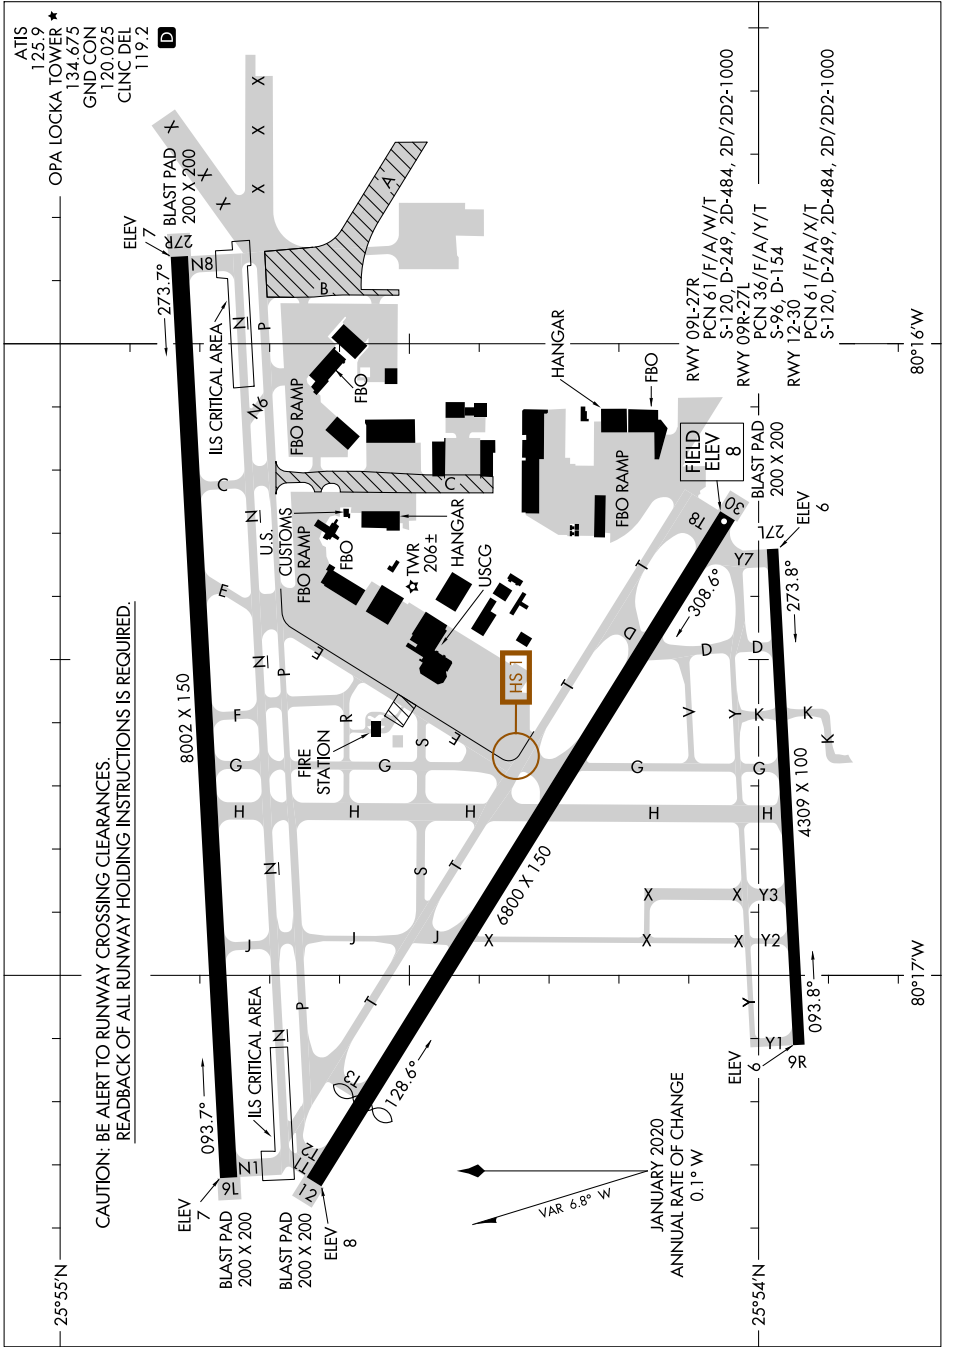 ATIS
125.9
OPA LOCKA TOWER ★
134.675
GND CON
120.025
CLNC DEL
119.2
D
CAUTION: BE ALERT TO RUNWAY CROSSING CLEARANCES.
READBACK OF ALL RUNWAY HOLDING INSTRUCTIONS IS REQUIRED.
25°55'N
25°54'N
80°17'W
80°16'W
ELEV
7
9L
BLAST PAD
200 X 200
093.7°
ILS CRITICAL AREA
8002 X 150
273.7°
ELEV
7
27R
BLAST PAD
200 X 200
ILS CRITICAL AREA
BLAST PAD
200 X 200
12
ELEV
8
128.6°
6800 X 150
308.6°
30
FIELD
ELEV
8
BLAST PAD
200 X 200
9R
ELEV
6
093.8°
4309 X 100
273.8°
27L
ELEV
6
N1
N
N
N
N
N
N6
N8
P
P
P
T1
T2
T3
T
T
T
T
T8
J
J
J
H
H
H
H
H
G
G
G
G
F
F
F
E
C
C
B
A
R
S
S
D
D
D
V
K
K
K
X
X
X
X
X
X
X
X
X
X
X
Y
Y
Y1
Y2
Y3
Y7
FIRE
STATION
HS 1
U.S.
CUSTOMS
FBO RAMP
FBO
TWR
206±
HANGAR
USCG
FBO RAMP
FBO
FBO RAMP
HANGAR
FBO
RWY 09L-27R
PCN 61/F/A/W/T
S-120, D-249, 2D-484, 2D/2D2-1000
RWY 09R-27L
PCN 36/F/A/Y/T
S-96, D-154
RWY 12-30
PCN 61/F/A/X/T
S-120, D-249, 2D-484, 2D/2D2-1000
VAR 6.8° W
JANUARY 2020
ANNUAL RATE OF CHANGE
0.1° W